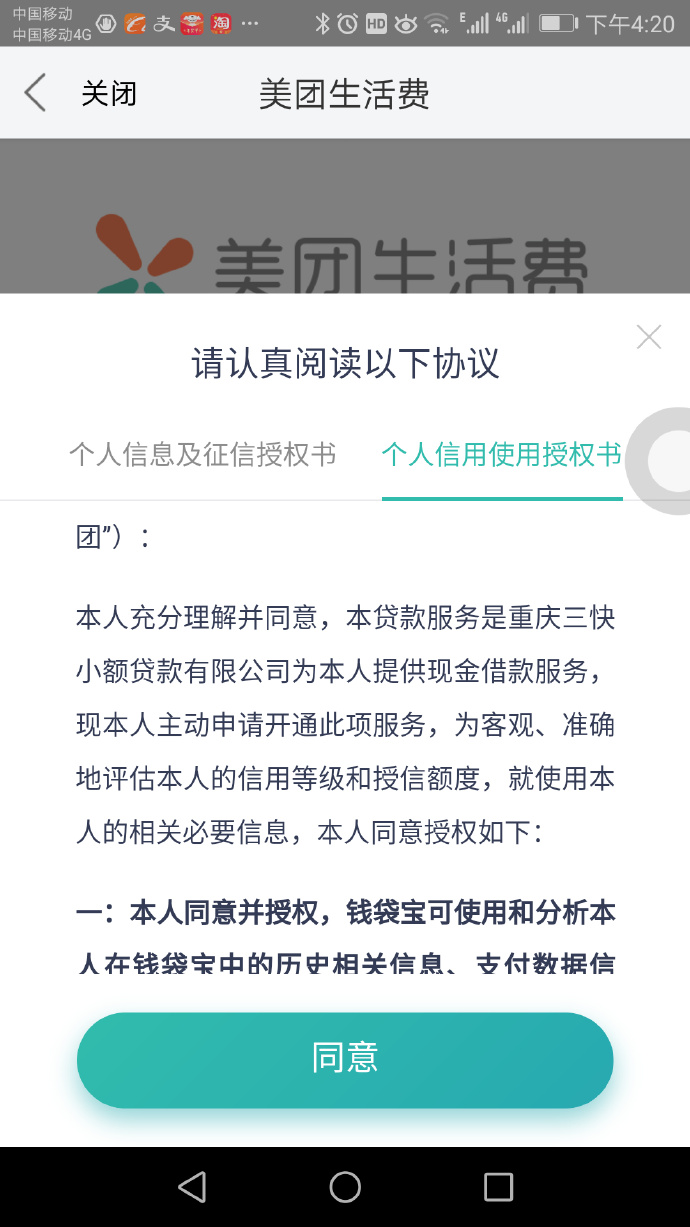 中国移动
中国移动4G
HD
E
4G
下午4:20
关闭
美团生活费
美团生活费
请认真阅读以下协议
个人信息及征信授权书
个人信用使用授权书
团”）：
本人充分理解并同意，本贷款服务是重庆三快
小额贷款有限公司为本人提供现金借款服务，
现本人主动申请开通此项服务，为客观、准确
地评估本人的信用等级和授信额度，就使用本
人的相关必要信息，本人同意授权如下：
一：本人同意并授权，钱袋宝可使用和分析本
人在钱袋宝中的历史相关信息、支付数据信
同意